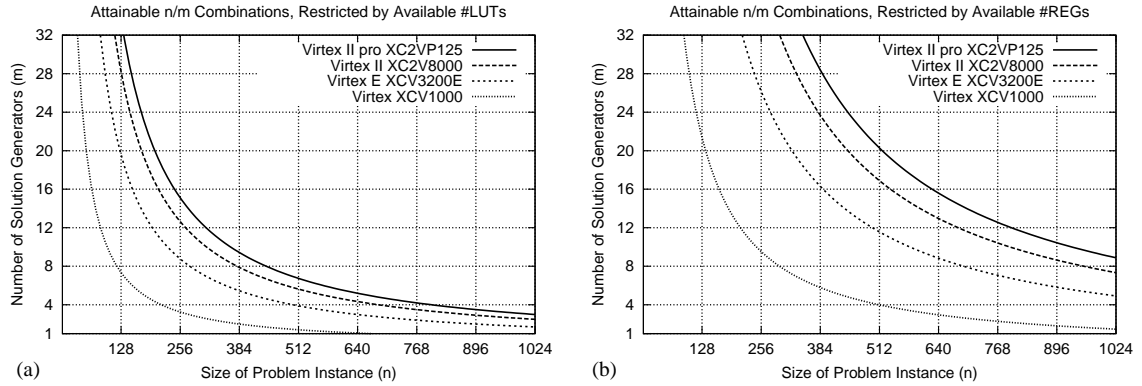 Attainable n/m Combinations, Restricted by Available #LUTs
Number of Solution Generators (m)
32
28
24
20
16
12
8
4
1
Virtex II pro XC2VP125
Virtex II XC2V8000
Virtex E XCV3200E
Virtex XCV1000
128 256 384 512 640 768 896 1024
Size of Problem Instance (n)
(a)
Attainable n/m Combinations, Restricted by Available #REGs
Number of Solution Generators (m)
32
28
24
20
16
12
8
4
1
Virtex II pro XC2VP125
Virtex II XC2V8000
Virtex E XCV3200E
Virtex XCV1000
128 256 384 512 640 768 896 1024
Size of Problem Instance (n)
(b)